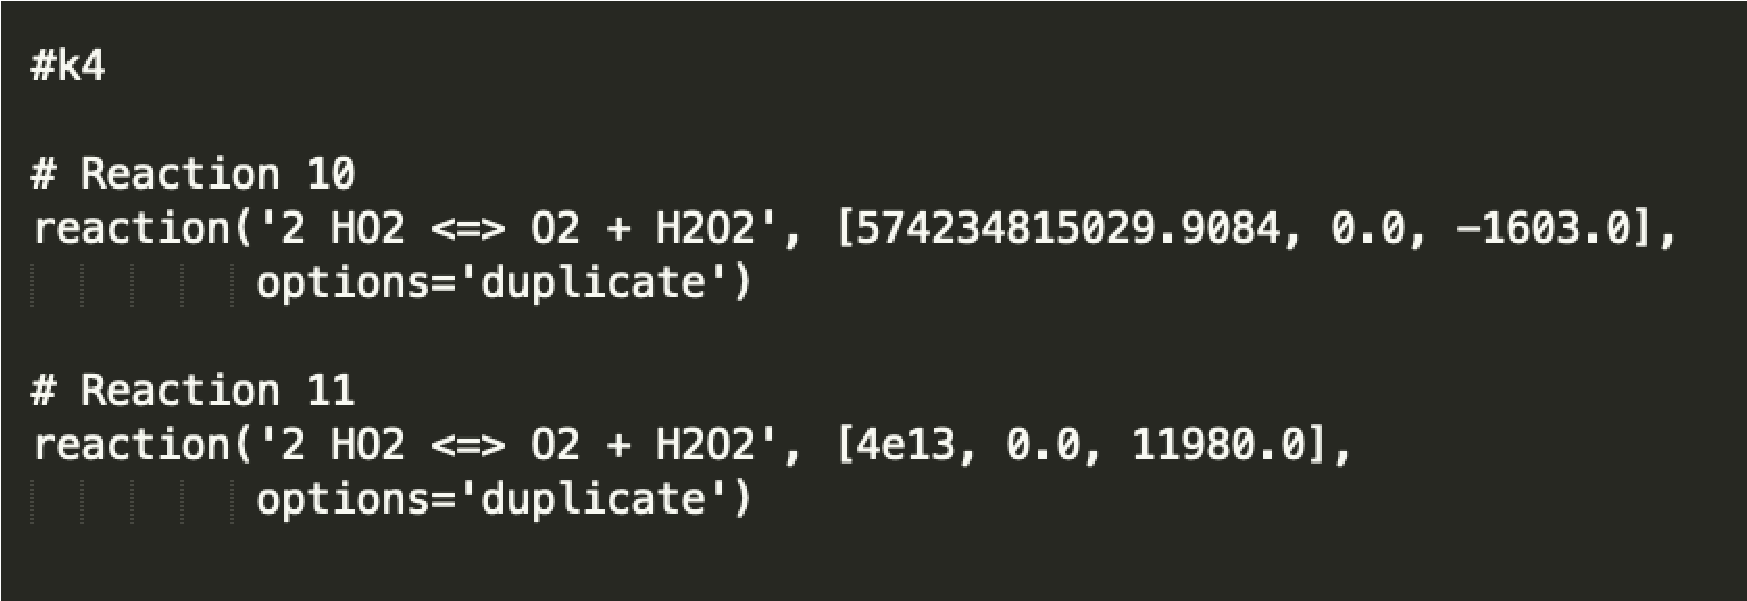 #k4
# Reaction 10
reaction('2 HO2 <=> O2 + H2O2', [574234815029.9084, 0.0, -1603.0],
options='duplicate')
# Reaction 11
reaction('2 HO2 <=> O2 + H2O2', [4e13, 0.0, 11980.0],
options='duplicate')